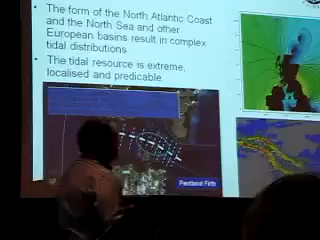 • The form of the North Atlantic Coast
and the North Sea and other
European basins result in complex
tidal distributions
• The tidal resource is extreme,
localised and predicable
Pentland Firth